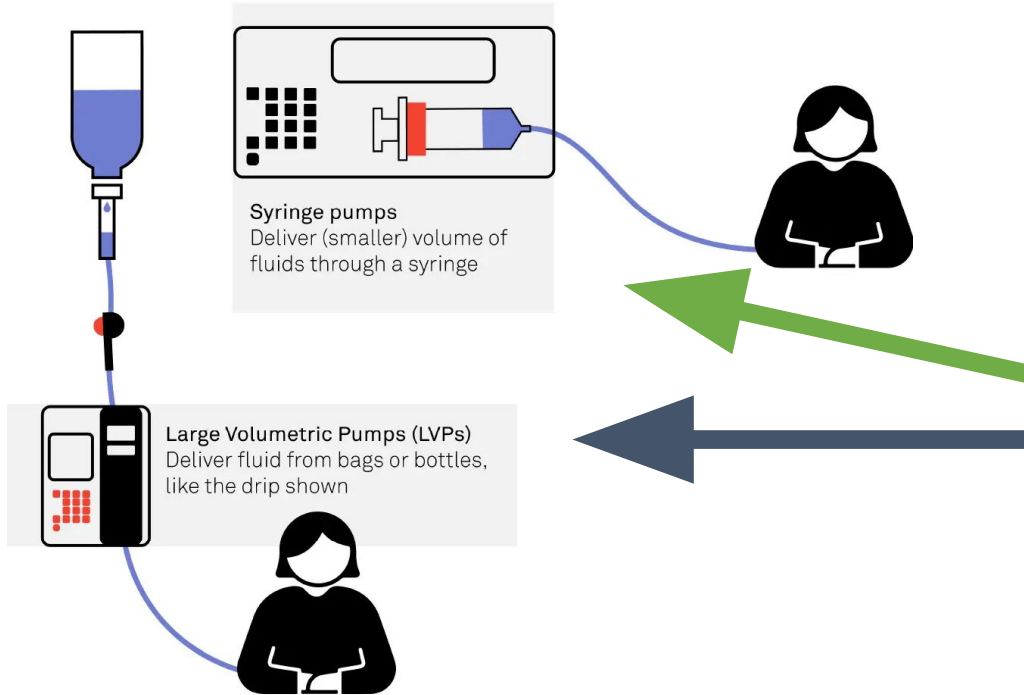 Syringe pumps
Deliver (smaller) volume of
fluids through a syringe
Large Volumetric Pumps (LVPs)
Deliver fluid from bags or bottles,
like the drip shown